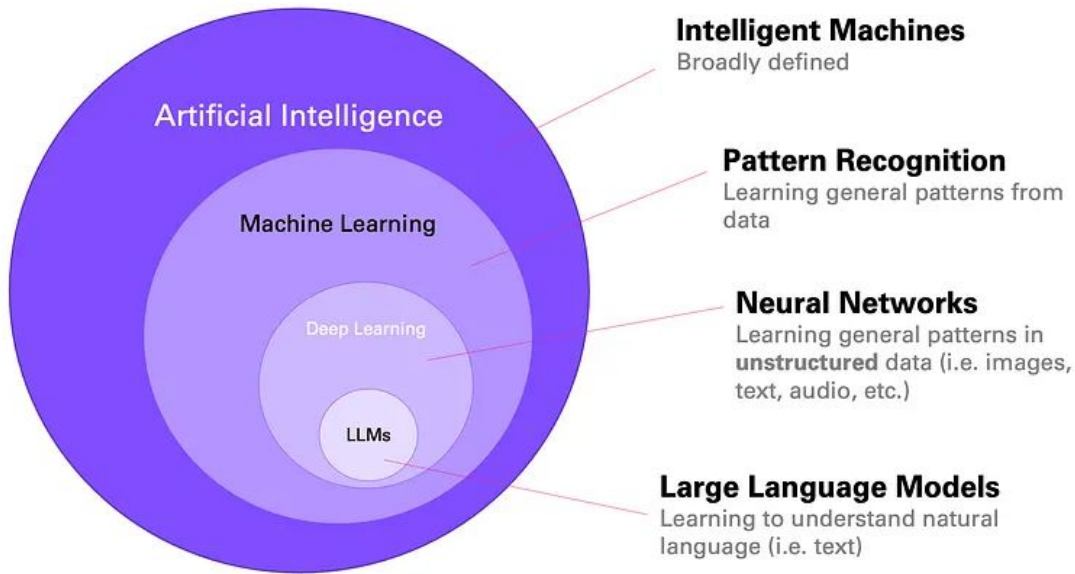 Artificial Intelligence
Machine Learning
Deep Learning
LLMs
Intelligent Machines
Broadly defined
Pattern Recognition
Learning general patterns from
data
Neural Networks
Learning general patterns in
unstructured data (i.e. images,
text, audio, etc.)
Large Language Models
Learning to understand natural
language (i.e. text)